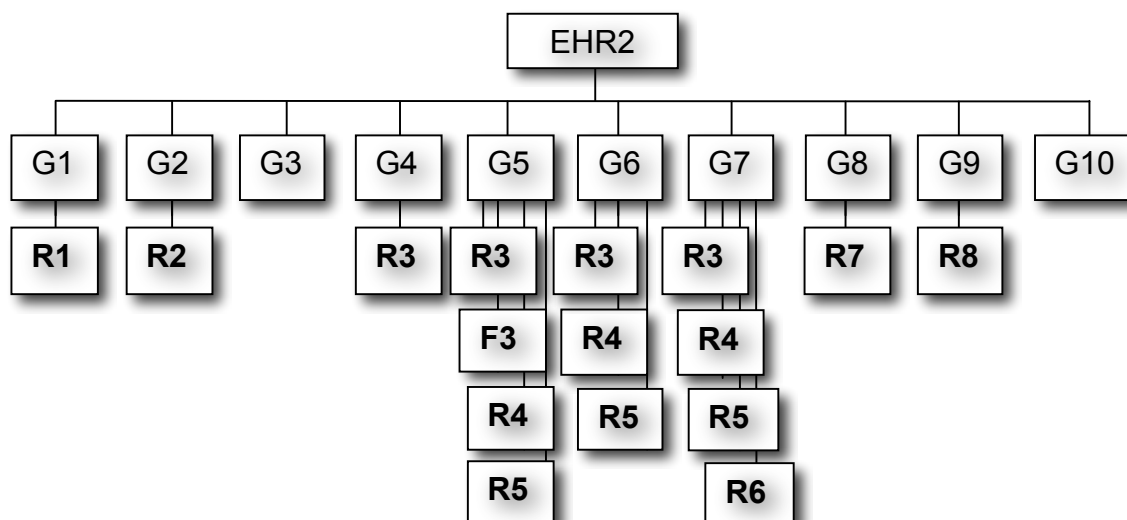 EHR2
G1 G2 G3 G4 G5 G6 G7 G8 G9 G10
R1 R2 R3 R3 R3 R3 R7 R8
F3 R4 R4
R4 R5 R5
R5 R6